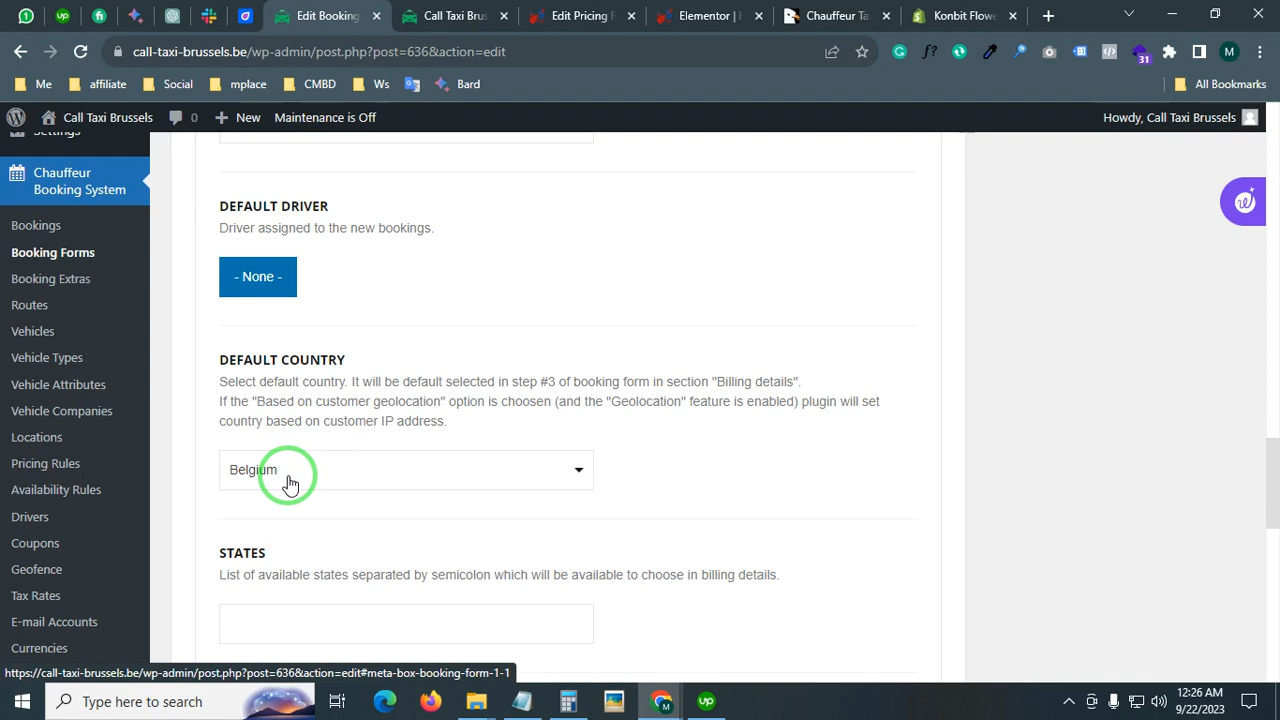 Edit Booking
Call Taxi Brus
Edit Pricing R
Elementor | F
Chauffeur Ta
Konbit Flowe
call-taxi-brussels.be/wp-admin/post.php?post=636&action=edit
31
M
Me
affiliate
Social
mplace
CMBD
Ws
Bard
All Bookmarks
Call Taxi Brussels
0
New
Maintenance is Off
Howdy, Call Taxi Brussels
Settings
Chauffeur
Booking System
Bookings
Booking Forms
Booking Extras
Routes
Vehicles
Vehicle Types
Vehicle Attributes
Vehicle Companies
Locations
Pricing Rules
Availability Rules
Drivers
Coupons
Geofence
Tax Rates
E-mail Accounts
Currencies
DEFAULT DRIVER
Driver assigned to the new bookings.
- None -
DEFAULT COUNTRY
Select default country. It will be default selected in step #3 of booking form in section "Billing details".
If the "Based on customer geolocation" option is choosen (and the "Geolocation" feature is enabled) plugin will set
country based on customer IP address.
Belgium
STATES
List of available states separated by semicolon which will be available to choose in billing details.
https://call-taxi-brussels.be/wp-admin/post.php?post=636&action=edit#meta-box-booking-form-1-1
Type here to search
12:26 AM
9/22/2023